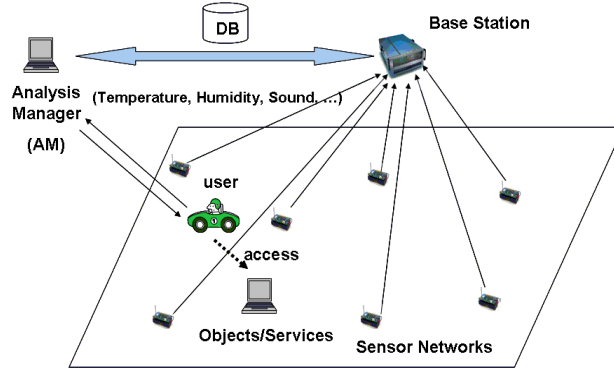 DB
Base Station
Analysis
Manager
(AM)
(Temperature, Humidity, Sound, …)
user
access
Objects/Services
Sensor Networks